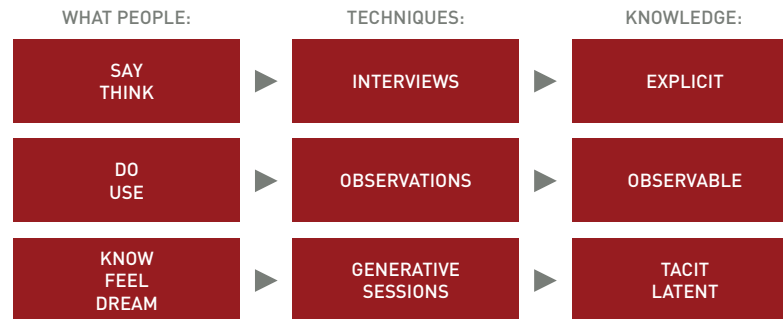 WHAT PEOPLE: TECHNIQUES: KNOWLEDGE:
SAY
THINK
INTERVIEWS
EXPLICIT
DO
USE
OBSERVATIONS
OBSERVABLE
KNOW
FEEL
DREAM
GENERATIVE
SESSIONS
TACIT
LATENT